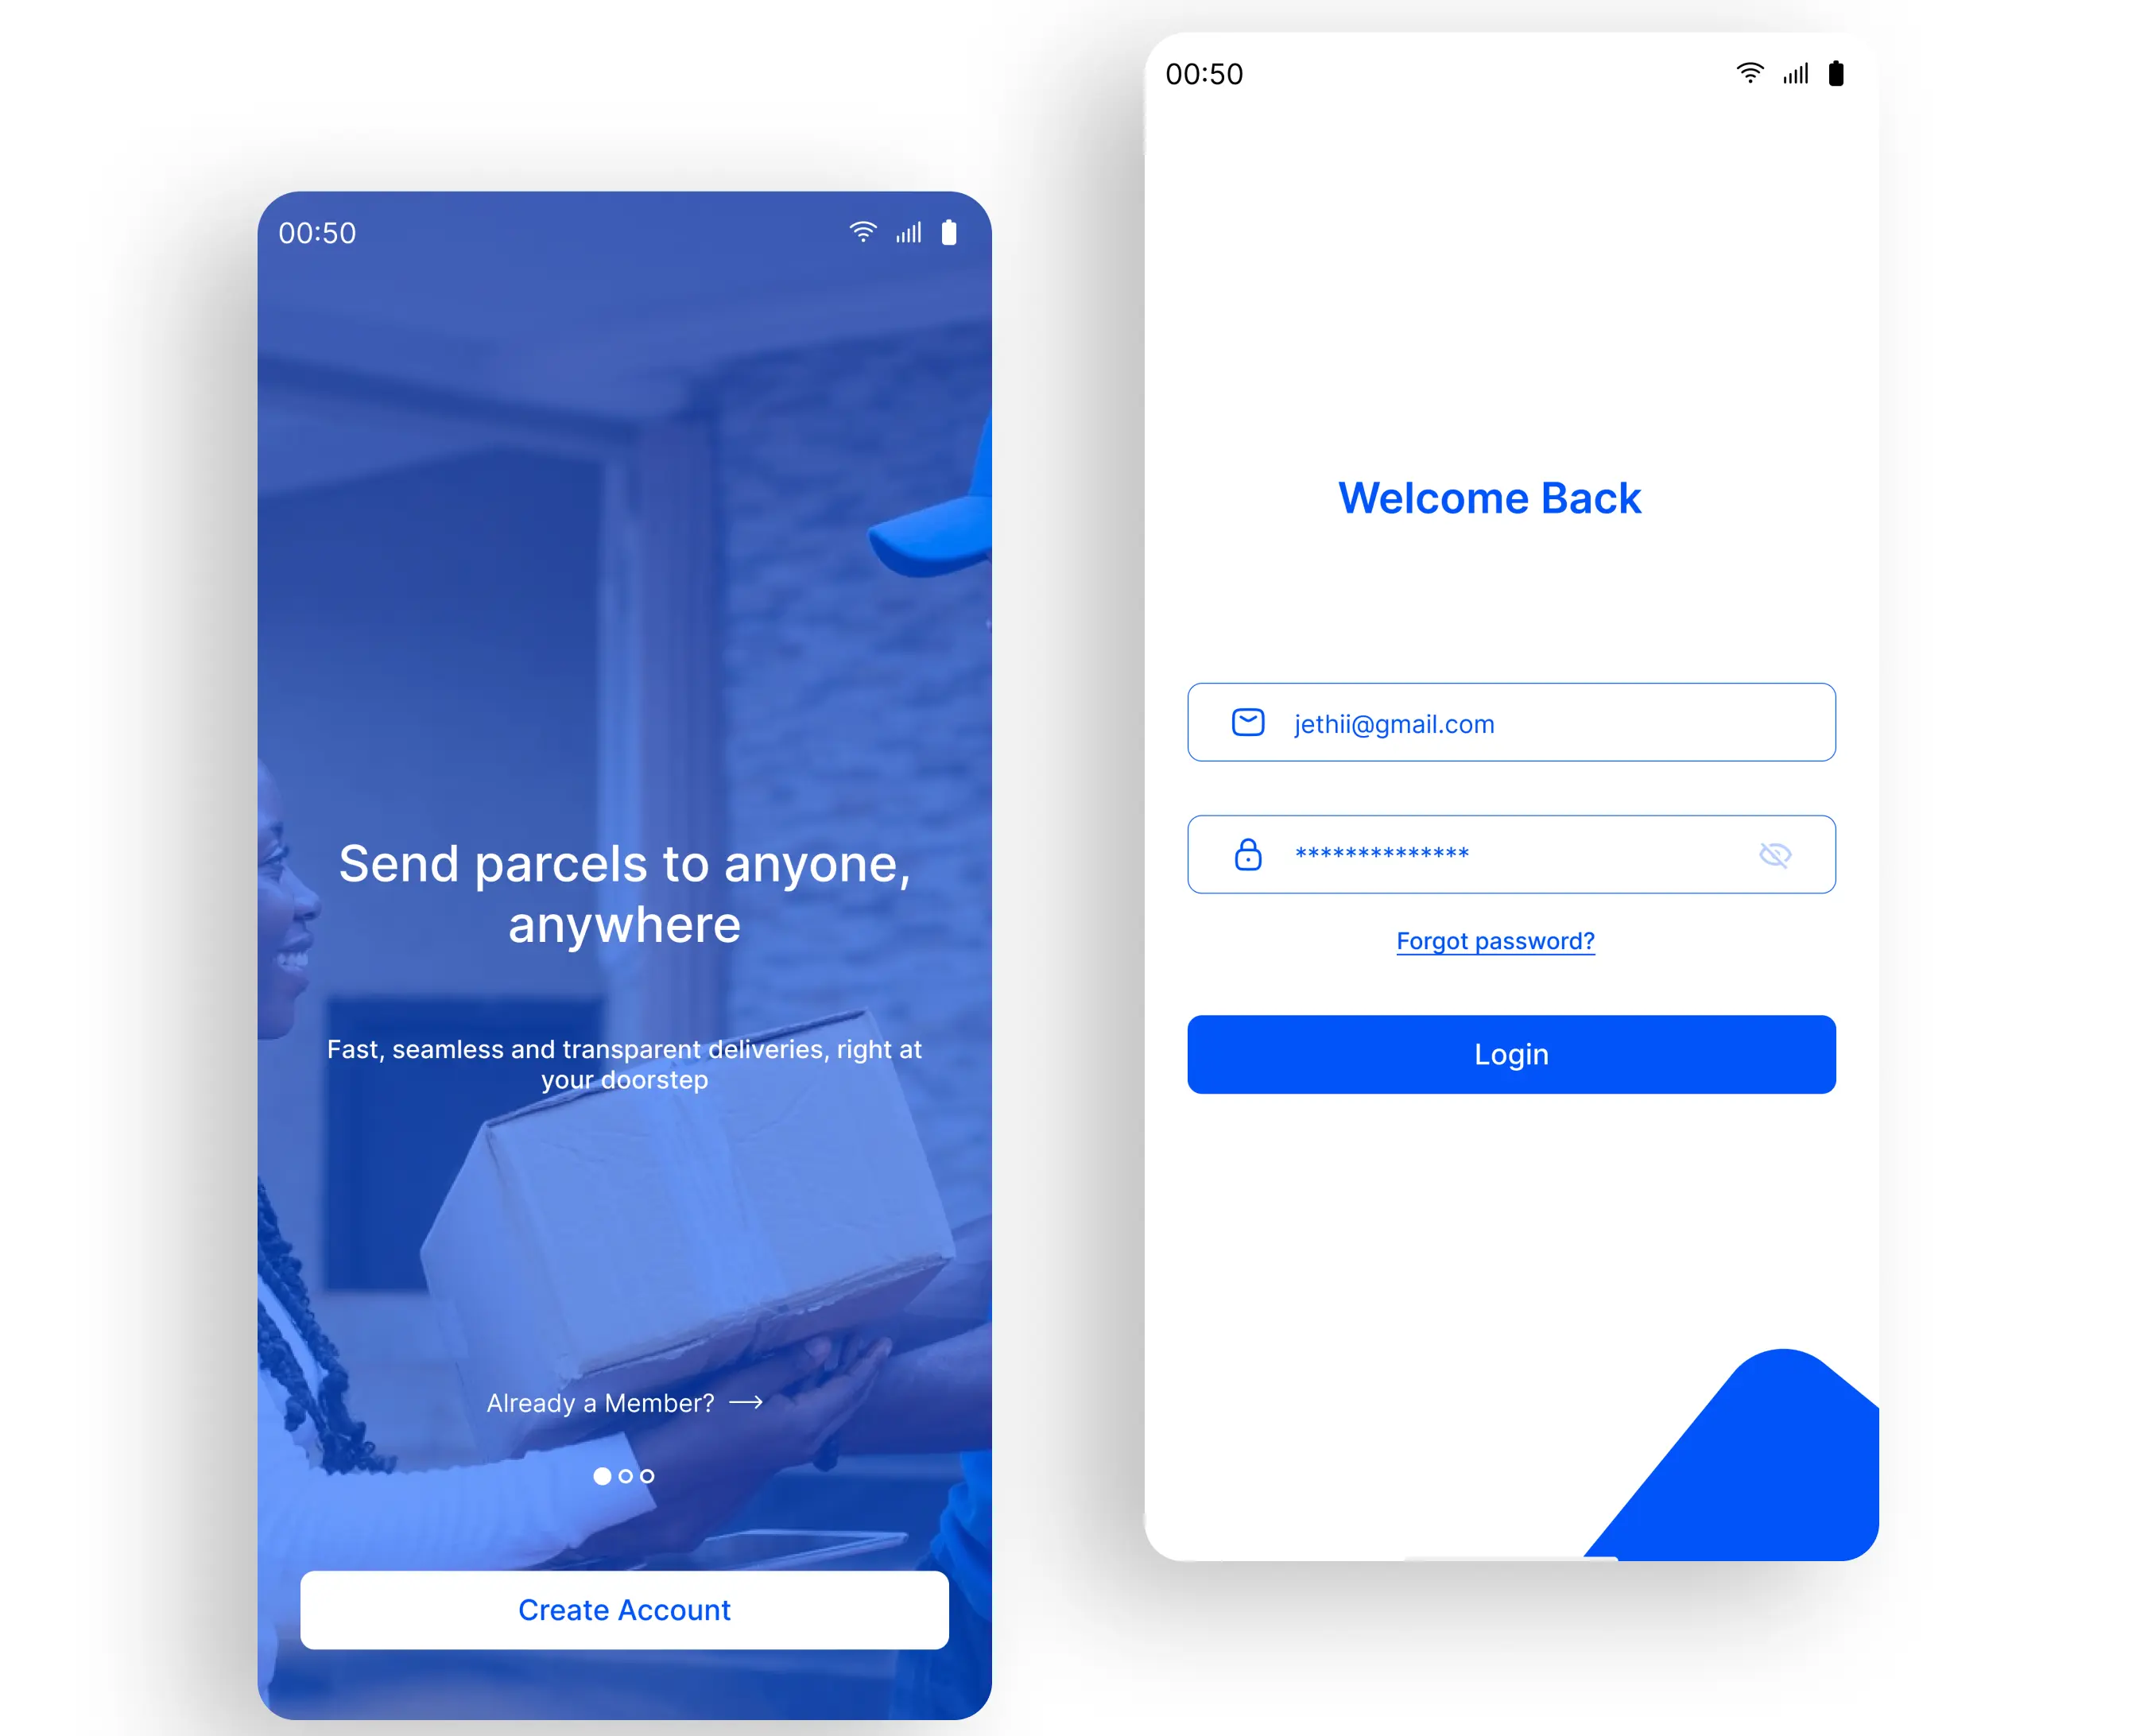 00:50
Send parcels to anyone,
anywhere
Fast, seamless and transparent deliveries, right at
your doorstep
Already a Member?
Create Account
00:50
Welcome Back
jethii@gmail.com
**************
Forgot password?
Login